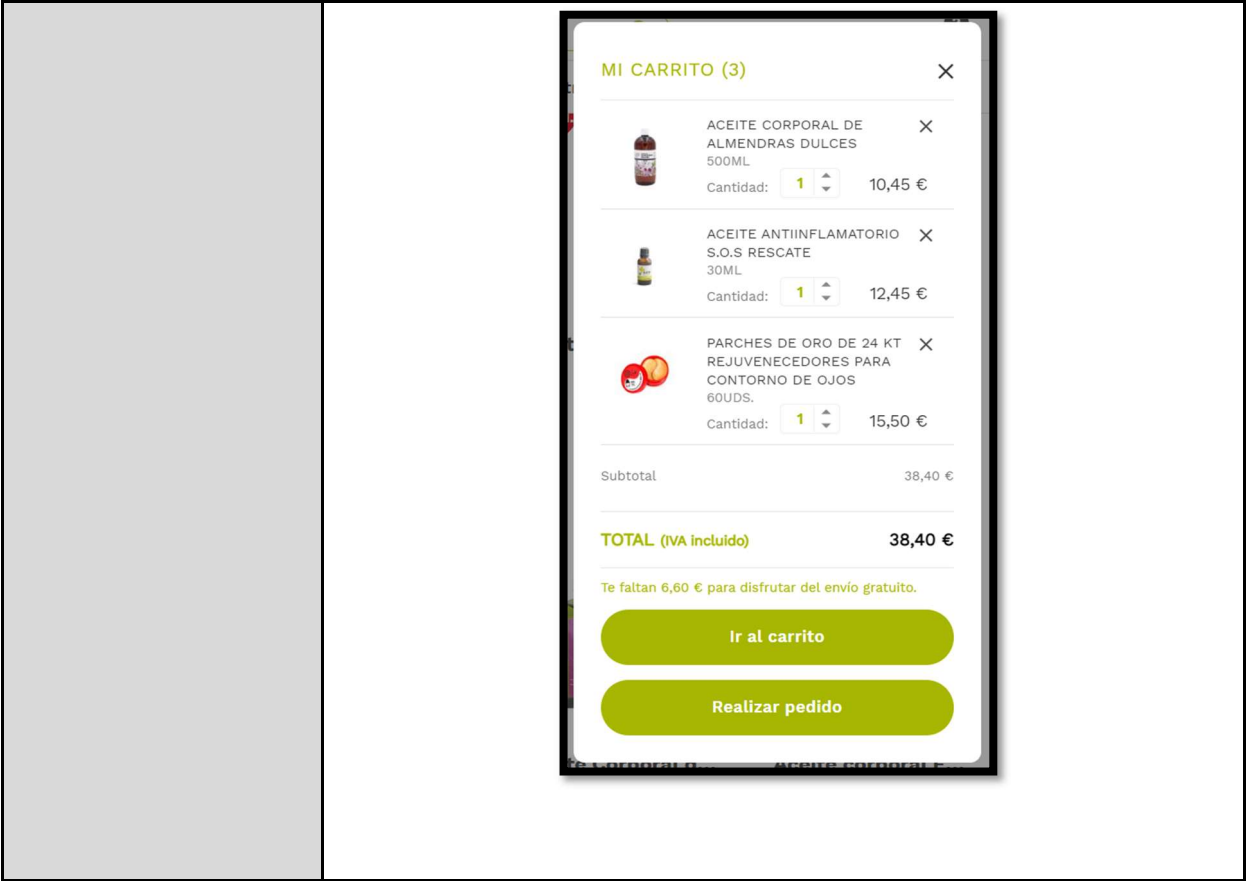 MI CARRITO (3)
ACEITE CORPORAL DE
ALMENDRAS DULCES
500ML
Cantidad: 1 10,45 €
ACEITE ANTIINFLAMATORIO
S.O.S RESCATE
30ML
Cantidad: 1 12,45 €
PARCHES DE ORO DE 24 KT
REJUVENECEDORES PARA
CONTORNO DE OJOS
60UDS.
Cantidad: 1 15,50 €
Subtotal 38,40 €
TOTAL (IVA incluido) 38,40 €
Te faltan 6,60 € para disfrutar del envío gratuito.
Ir al carrito
Realizar pedido